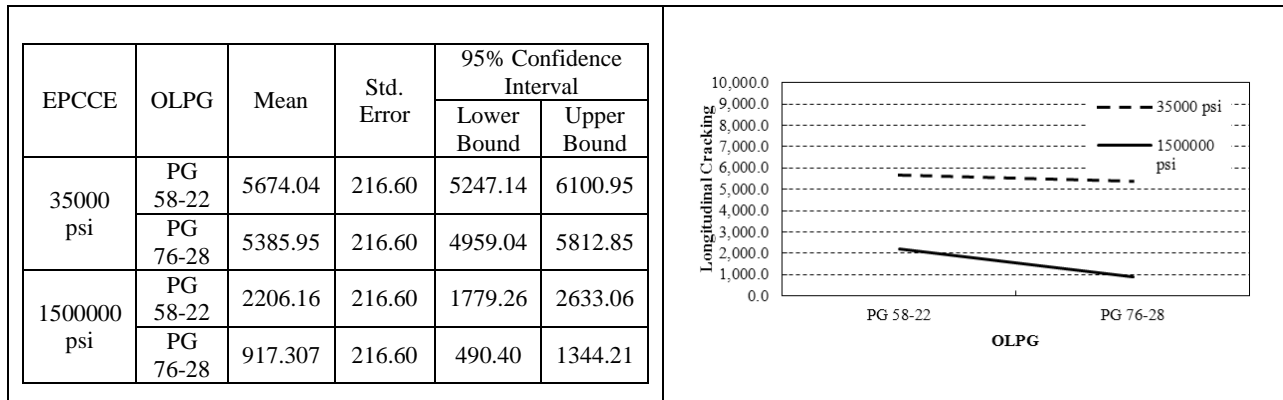 EPCCE OLPG Mean Std. Error 95% Confidence Interval
Lower Bound Upper Bound
35000 psi PG 58-22 5674.04 216.60 5247.14 6100.95
PG 76-28 5385.95 216.60 4959.04 5812.85
1500000 psi PG 58-22 2206.16 216.60 1779.26 2633.06
PG 76-28 917.307 216.60 490.40 1344.21
Longitudinal Cracking
10,000.0
9,000.0
8,000.0
7,000.0
6,000.0
5,000.0
4,000.0
3,000.0
2,000.0
1,000.0
0.0
35000 psi
1500000
psi
PG 58-22 PG 76-28
OLPG